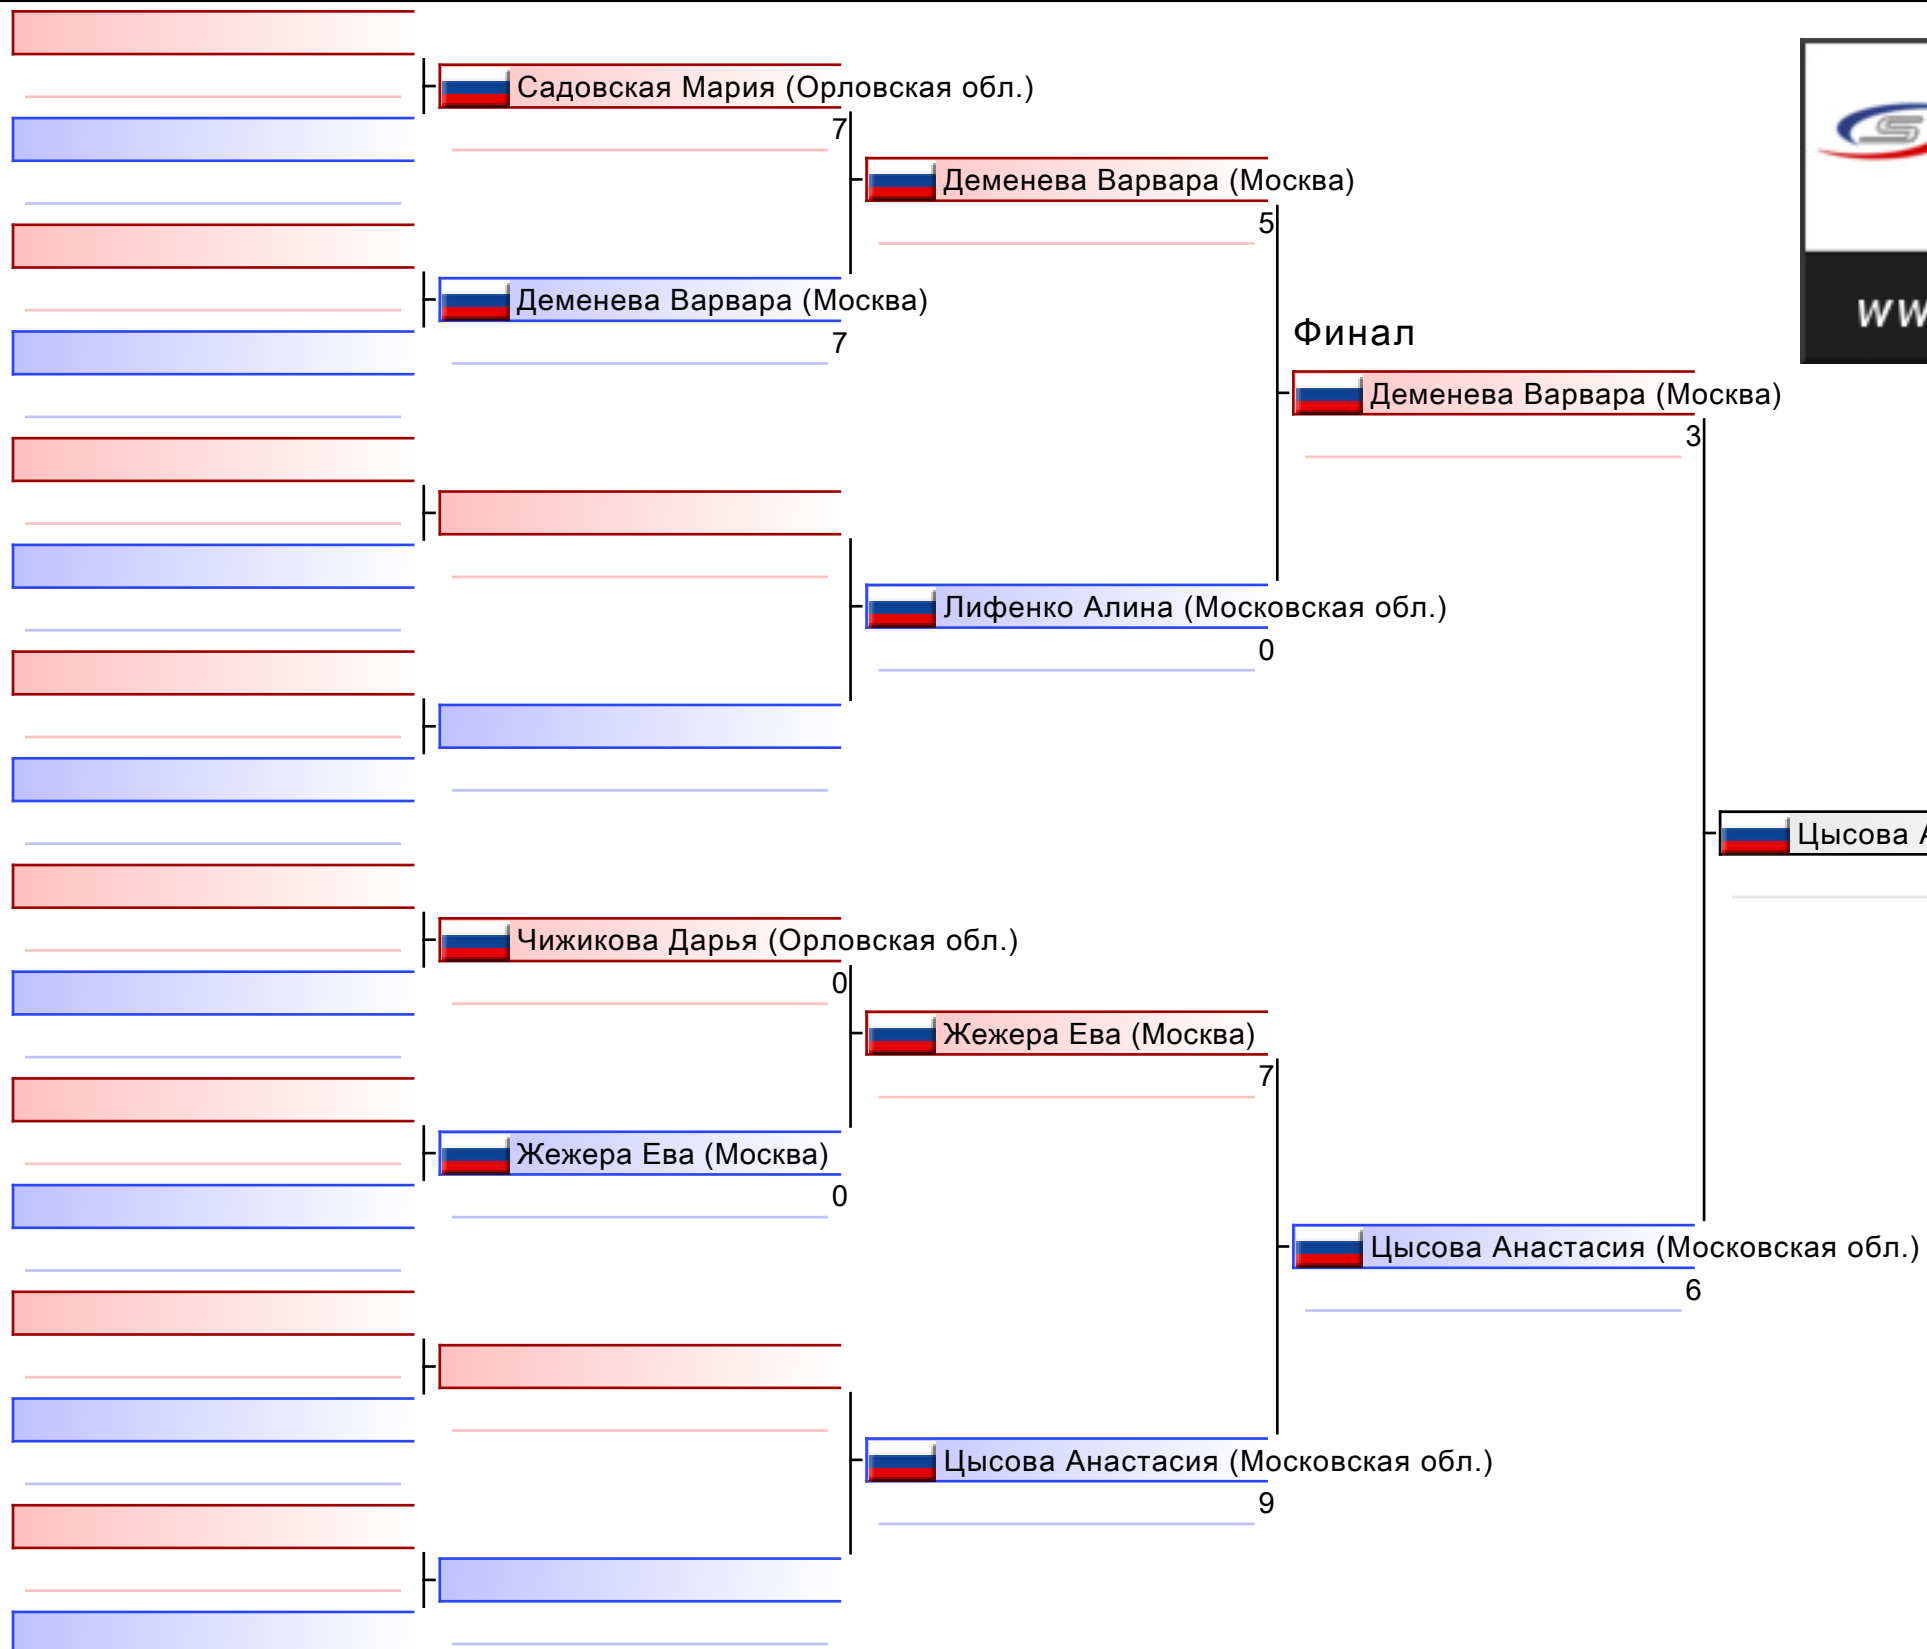 Садовская Мария (Орловская обл.)
7
Деменева Варвара (Москва)
5
Деменева Варвара (Москва)
7
Финал
Деменева Варвара (Москва)
3
Лифенко Алина (Московская обл.)
0
Цысова
Чижикова Дарья (Орловская обл.)
0
Жежера Ева (Москва)
7
Жежера Ева (Москва)
0
Цысова Анастасия (Московская обл.)
6
Цысова Анастасия (Московская обл.)
9